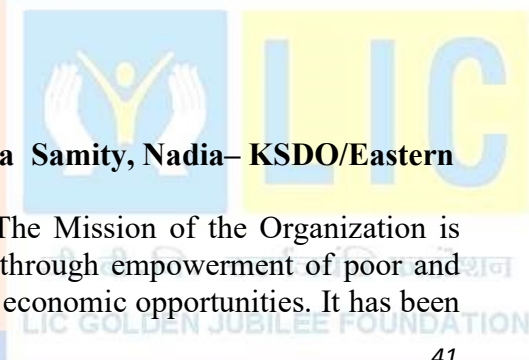 LIC
a Samity, Nadia– KSDO/Eastern
The Mission of the Organization is
through empowerment of poor and
economic opportunities. It has been
LIC GOLDEN JUBILEE FOUNDATION
41